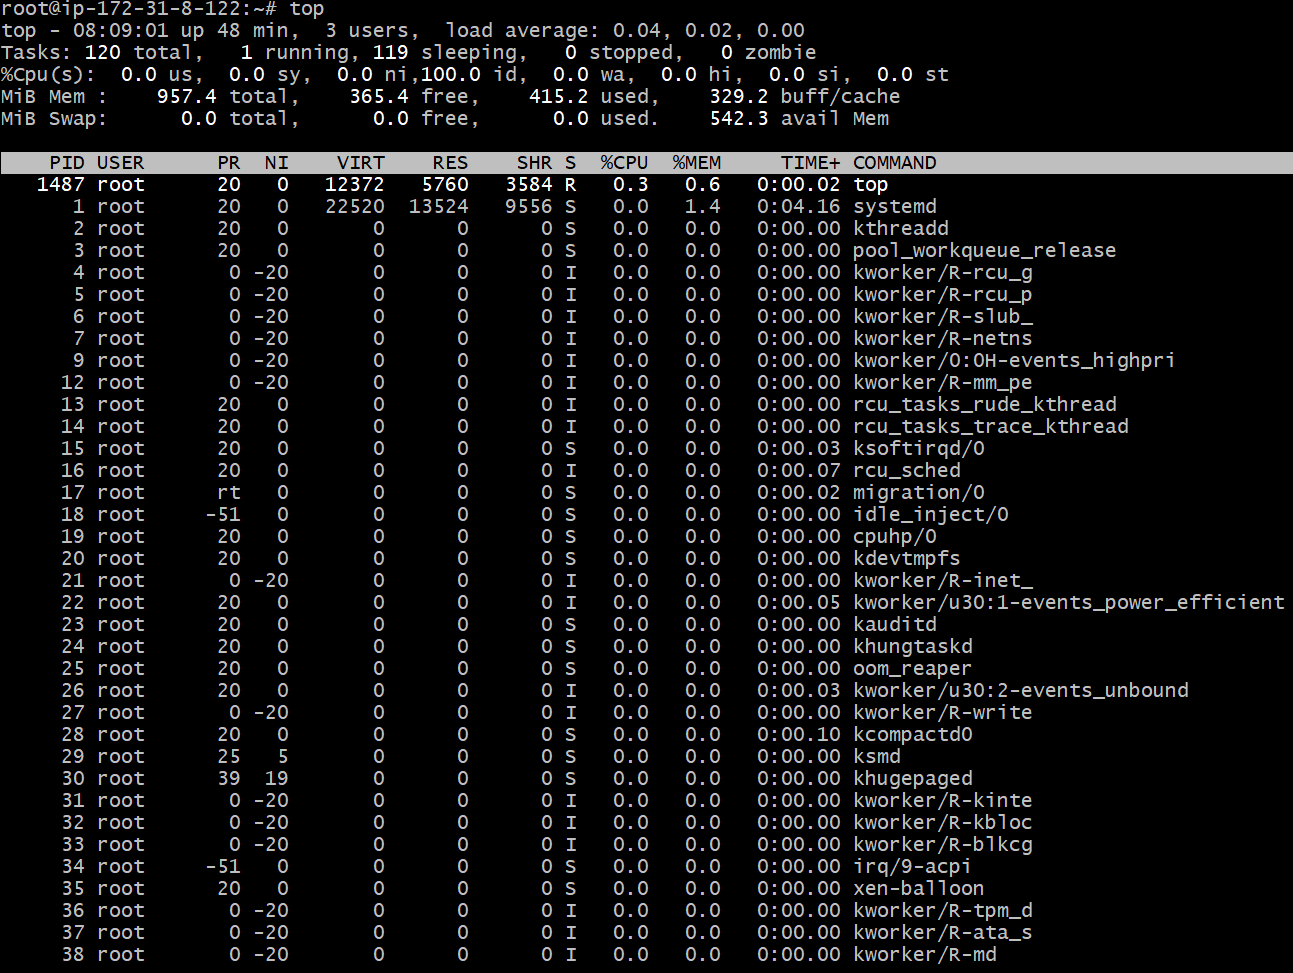 root@ip-172-31-8-122:~# top
top - 08:09:01 up 48 min,  3 users,  load average: 0.04, 0.02, 0.00
Tasks: 120 total,   1 running, 119 sleeping,   0 stopped,   0 zombie
%Cpu(s):  0.0 us,  0.0 sy,  0.0 ni,100.0 id,  0.0 wa,  0.0 hi,  0.0 si,  0.0 st
MiB Mem :    957.4 total,    365.4 free,    415.2 used,    329.2 buff/cache
MiB Swap:      0.0 total,      0.0 free,      0.0 used.    542.3 avail Mem
PID USER      PR  NI    VIRT    RES    SHR S  %CPU  %MEM     TIME+ COMMAND
1487 root      20   0   12372   5760   3584 R   0.3   0.6   0:00.02 top
1 root      20   0   22520  13524   9556 S   0.0   1.4   0:04.16 systemd
2 root      20   0       0      0      0 S   0.0   0.0   0:00.00 kthreadd
3 root      20   0       0      0      0 S   0.0   0.0   0:00.00 pool_workqueue_release
4 root       0 -20       0      0      0 I   0.0   0.0   0:00.00 kworker/R-rcu_g
5 root       0 -20       0      0      0 I   0.0   0.0   0:00.00 kworker/R-rcu_p
6 root       0 -20       0      0      0 I   0.0   0.0   0:00.00 kworker/R-slub_
7 root       0 -20       0      0      0 I   0.0   0.0   0:00.00 kworker/R-netns
9 root       0 -20       0      0      0 I   0.0   0.0   0:00.00 kworker/0:0H-events_highpri
12 root       0 -20       0      0      0 I   0.0   0.0   0:00.00 kworker/R-mm_pe
13 root      20   0       0      0      0 I   0.0   0.0   0:00.00 rcu_tasks_rude_kthread
14 root      20   0       0      0      0 I   0.0   0.0   0:00.00 rcu_tasks_trace_kthread
15 root      20   0       0      0      0 S   0.0   0.0   0:00.03 ksoftirqd/0
16 root      20   0       0      0      0 I   0.0   0.0   0:00.07 rcu_sched
17 root      rt   0       0      0      0 S   0.0   0.0   0:00.02 migration/0
18 root     -51   0       0      0      0 S   0.0   0.0   0:00.00 idle_inject/0
19 root      20   0       0      0      0 S   0.0   0.0   0:00.00 cpuhp/0
20 root      20   0       0      0      0 S   0.0   0.0   0:00.00 kdevtmpfs
21 root       0 -20       0      0      0 I   0.0   0.0   0:00.00 kworker/R-inet_
22 root      20   0       0      0      0 I   0.0   0.0   0:00.05 kworker/u30:1-events_power_efficient
23 root      20   0       0      0      0 S   0.0   0.0   0:00.00 kauditd
24 root      20   0       0      0      0 S   0.0   0.0   0:00.00 khungtaskd
25 root      20   0       0      0      0 S   0.0   0.0   0:00.00 oom_reaper
26 root      20   0       0      0      0 I   0.0   0.0   0:00.03 kworker/u30:2-events_unbound
27 root       0 -20       0      0      0 I   0.0   0.0   0:00.00 kworker/R-write
28 root      20   0       0      0      0 S   0.0   0.0   0:00.10 kcompactd0
29 root      25   5       0      0      0 S   0.0   0.0   0:00.00 ksmd
30 root      39  19       0      0      0 S   0.0   0.0   0:00.00 khugepaged
31 root       0 -20       0      0      0 I   0.0   0.0   0:00.00 kworker/R-kinte
32 root       0 -20       0      0      0 I   0.0   0.0   0:00.00 kworker/R-kbloc
33 root       0 -20       0      0      0 I   0.0   0.0   0:00.00 kworker/R-blkcg
34 root     -51   0       0      0      0 S   0.0   0.0   0:00.00 irq/9-acpi
35 root      20   0       0      0      0 S   0.0   0.0   0:00.00 xen-balloon
36 root       0 -20       0      0      0 I   0.0   0.0   0:00.00 kworker/R-tpm_d
37 root       0 -20       0      0      0 I   0.0   0.0   0:00.00 kworker/R-ata_s
38 root       0 -20       0      0      0 I   0.0   0.0   0:00.00 kworker/R-md